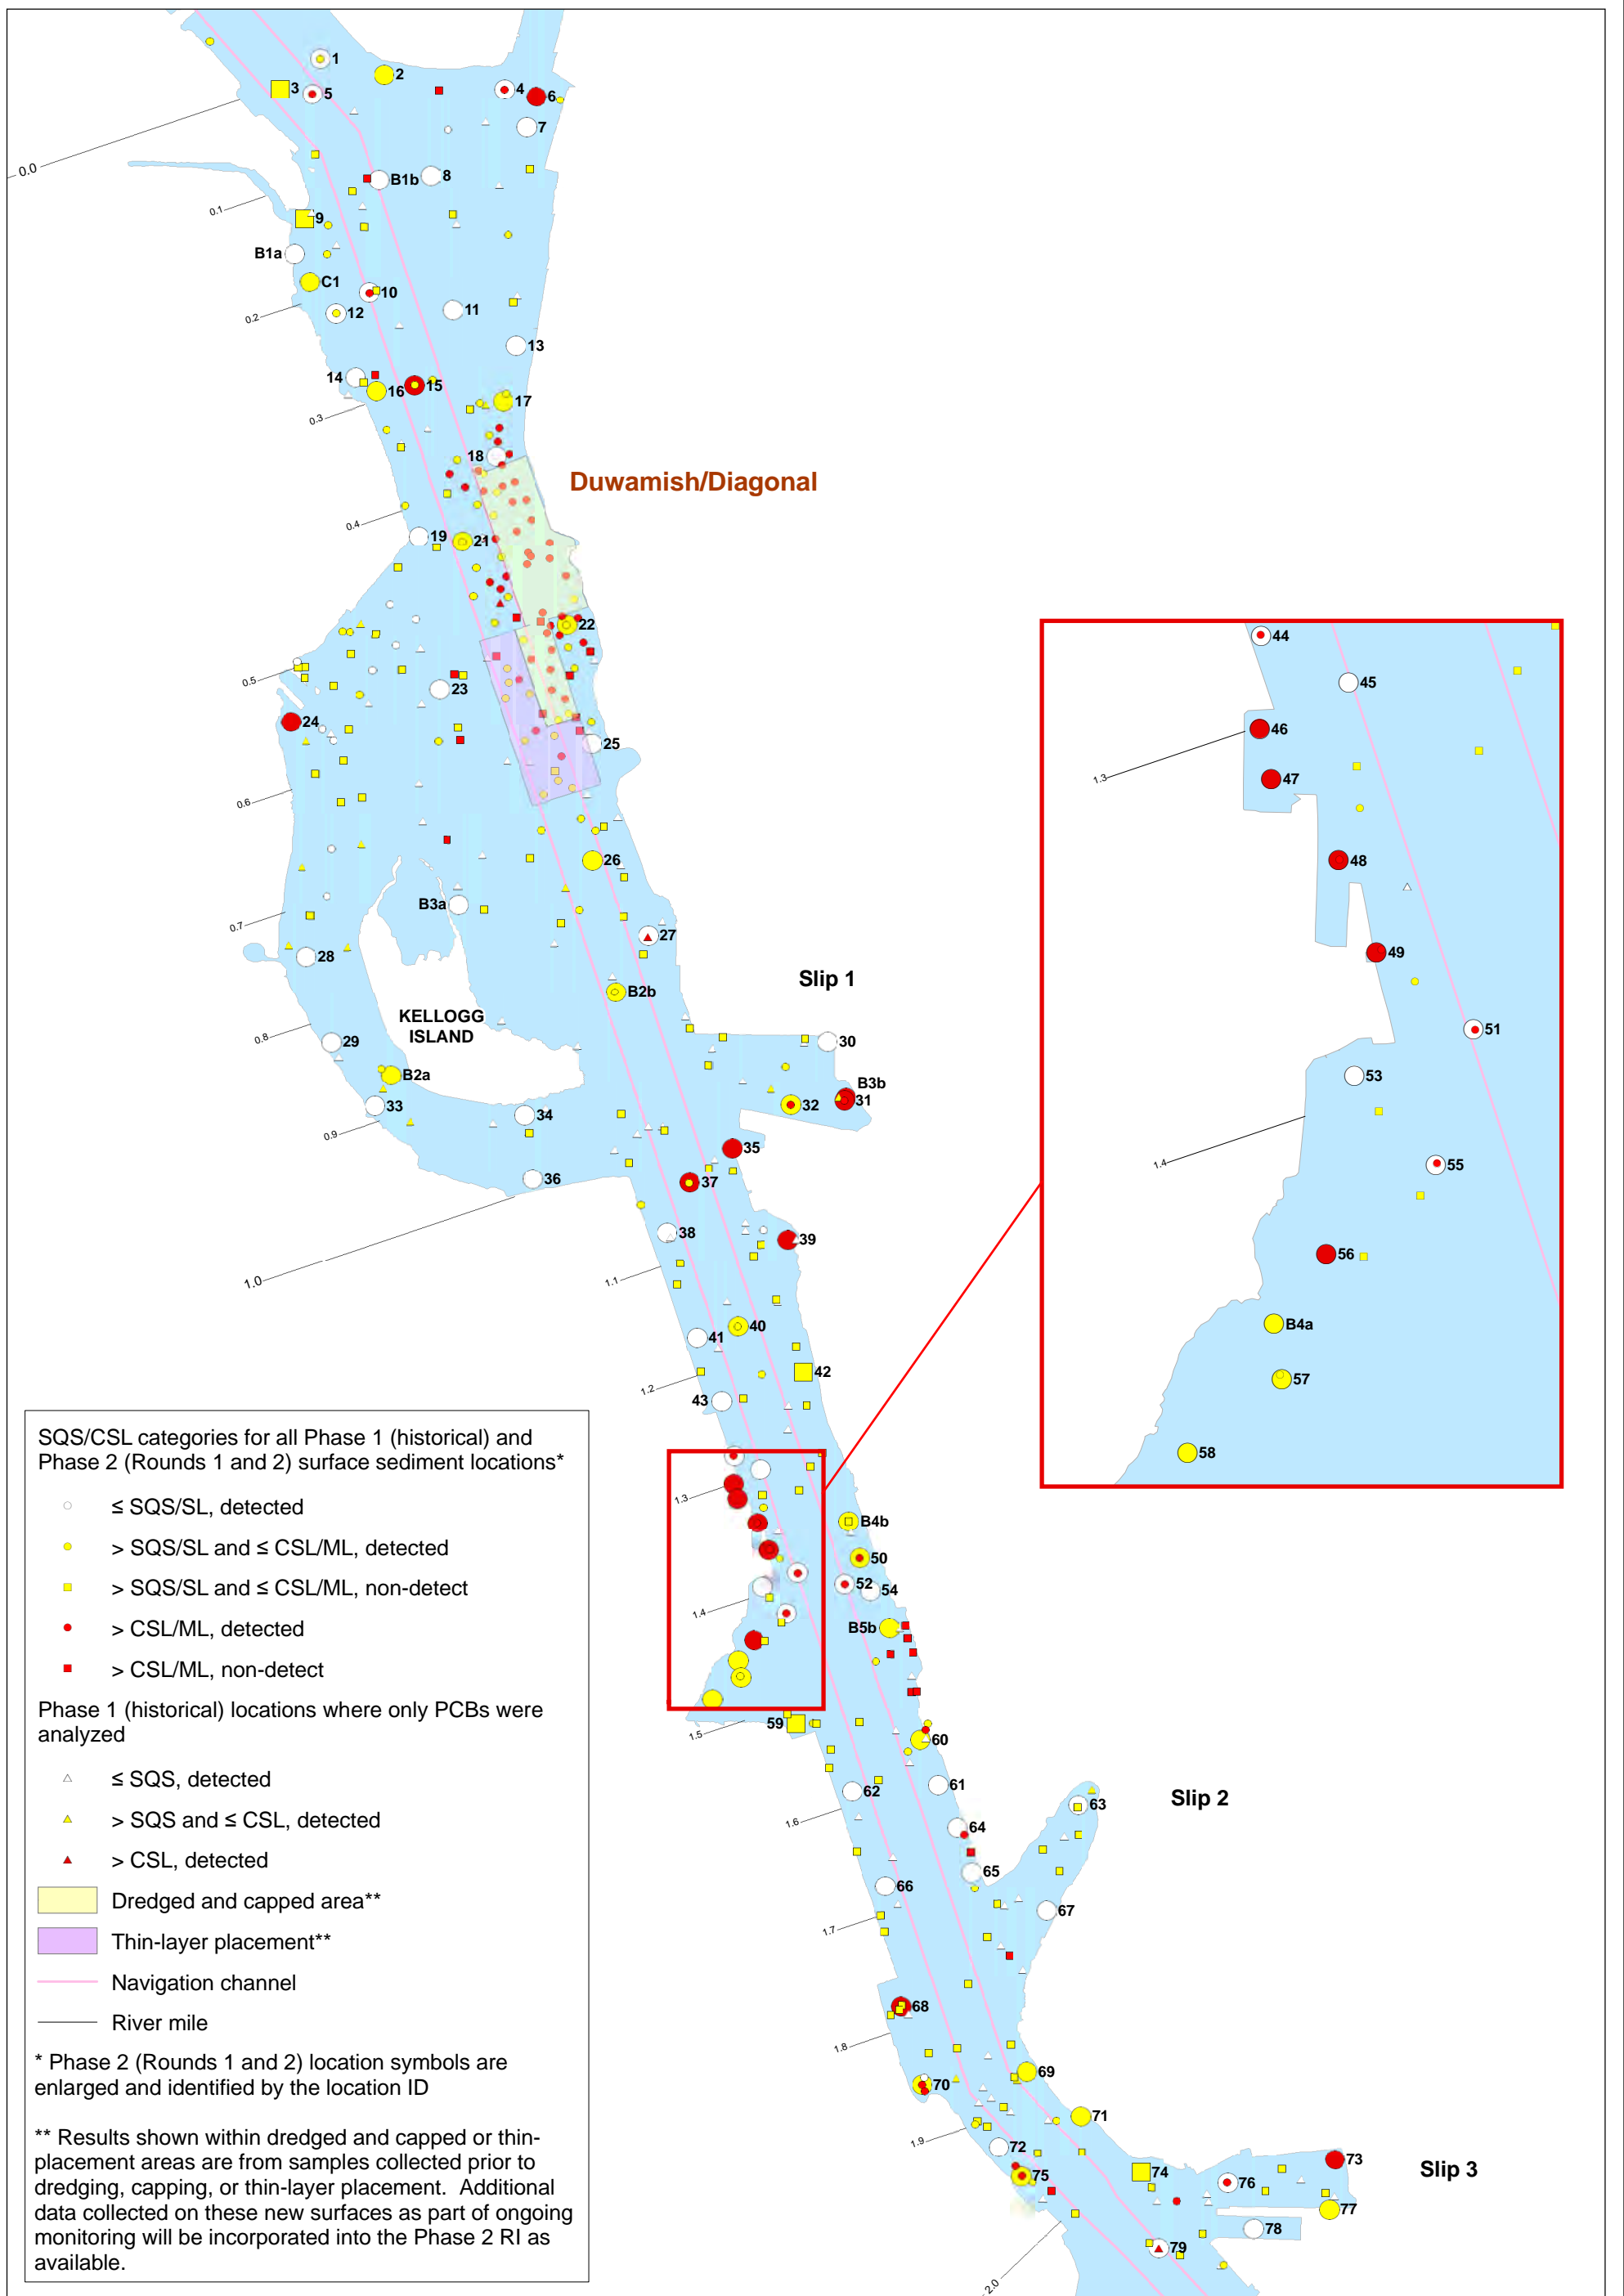 1
2
3
5
4
6
7
0.0
B1b
8
0.1
9
B1a
C1
10
0.2
12
11
13
14
16
15
0.3
17
18
Duwamish/Diagonal
0.4
19
21
22
0.5
23
24
25
0.6
26
B3a
0.7
27
28
Slip 1
B2b
KELLOGG
ISLAND
0.8
29
30
B2a
B3b
31
32
33
34
0.9
35
36
37
1.0
38
39
1.1
40
41
42
1.2
43
44
45
46
1.3
47
48
49
51
53
1.4
55
56
B4a
57
58
1.3
B4b
50
52
54
1.4
B5b
59
1.5
60
61
62
Slip 2
63
1.6
64
65
66
67
1.7
68
1.8
69
70
71
1.9
72
73
Slip 3
74
75
76
77
78
79
2.0
SQS/CSL categories for all Phase 1 (historical) and
Phase 2 (Rounds 1 and 2) surface sediment locations*
≤ SQS/SL, detected
> SQS/SL and ≤ CSL/ML, detected
> SQS/SL and ≤ CSL/ML, non-detect
> CSL/ML, detected
> CSL/ML, non-detect
Phase 1 (historical) locations where only PCBs were
analyzed
≤ SQS, detected
> SQS and ≤ CSL, detected
> CSL, detected
Dredged and capped area**
Thin-layer placement**
Navigation channel
River mile
* Phase 2 (Rounds 1 and 2) location symbols are
enlarged and identified by the location ID
** Results shown within dredged and capped or thin-
placement areas are from samples collected prior to
dredging, capping, or thin-layer placement. Additional
data collected on these new surfaces as part of ongoing
monitoring will be incorporated into the Phase 2 RI as
available.